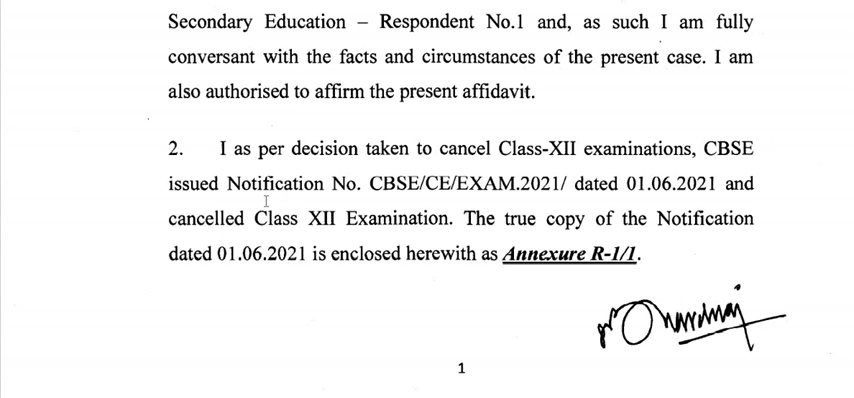 Secondary Education – Respondent No.1 and, as such I am fully
conversant with the facts and circumstances of the present case. I am
also authorised to affirm the present affidavit.
2. I as per decision taken to cancel Class-XII examinations, CBSE
issued Notification No. CBSE/CE/EXAM.2021/ dated 01.06.2021 and
cancelled Class XII Examination. The true copy of the Notification
dated 01.06.2021 is enclosed herewith as Annexure R-1/1.
1